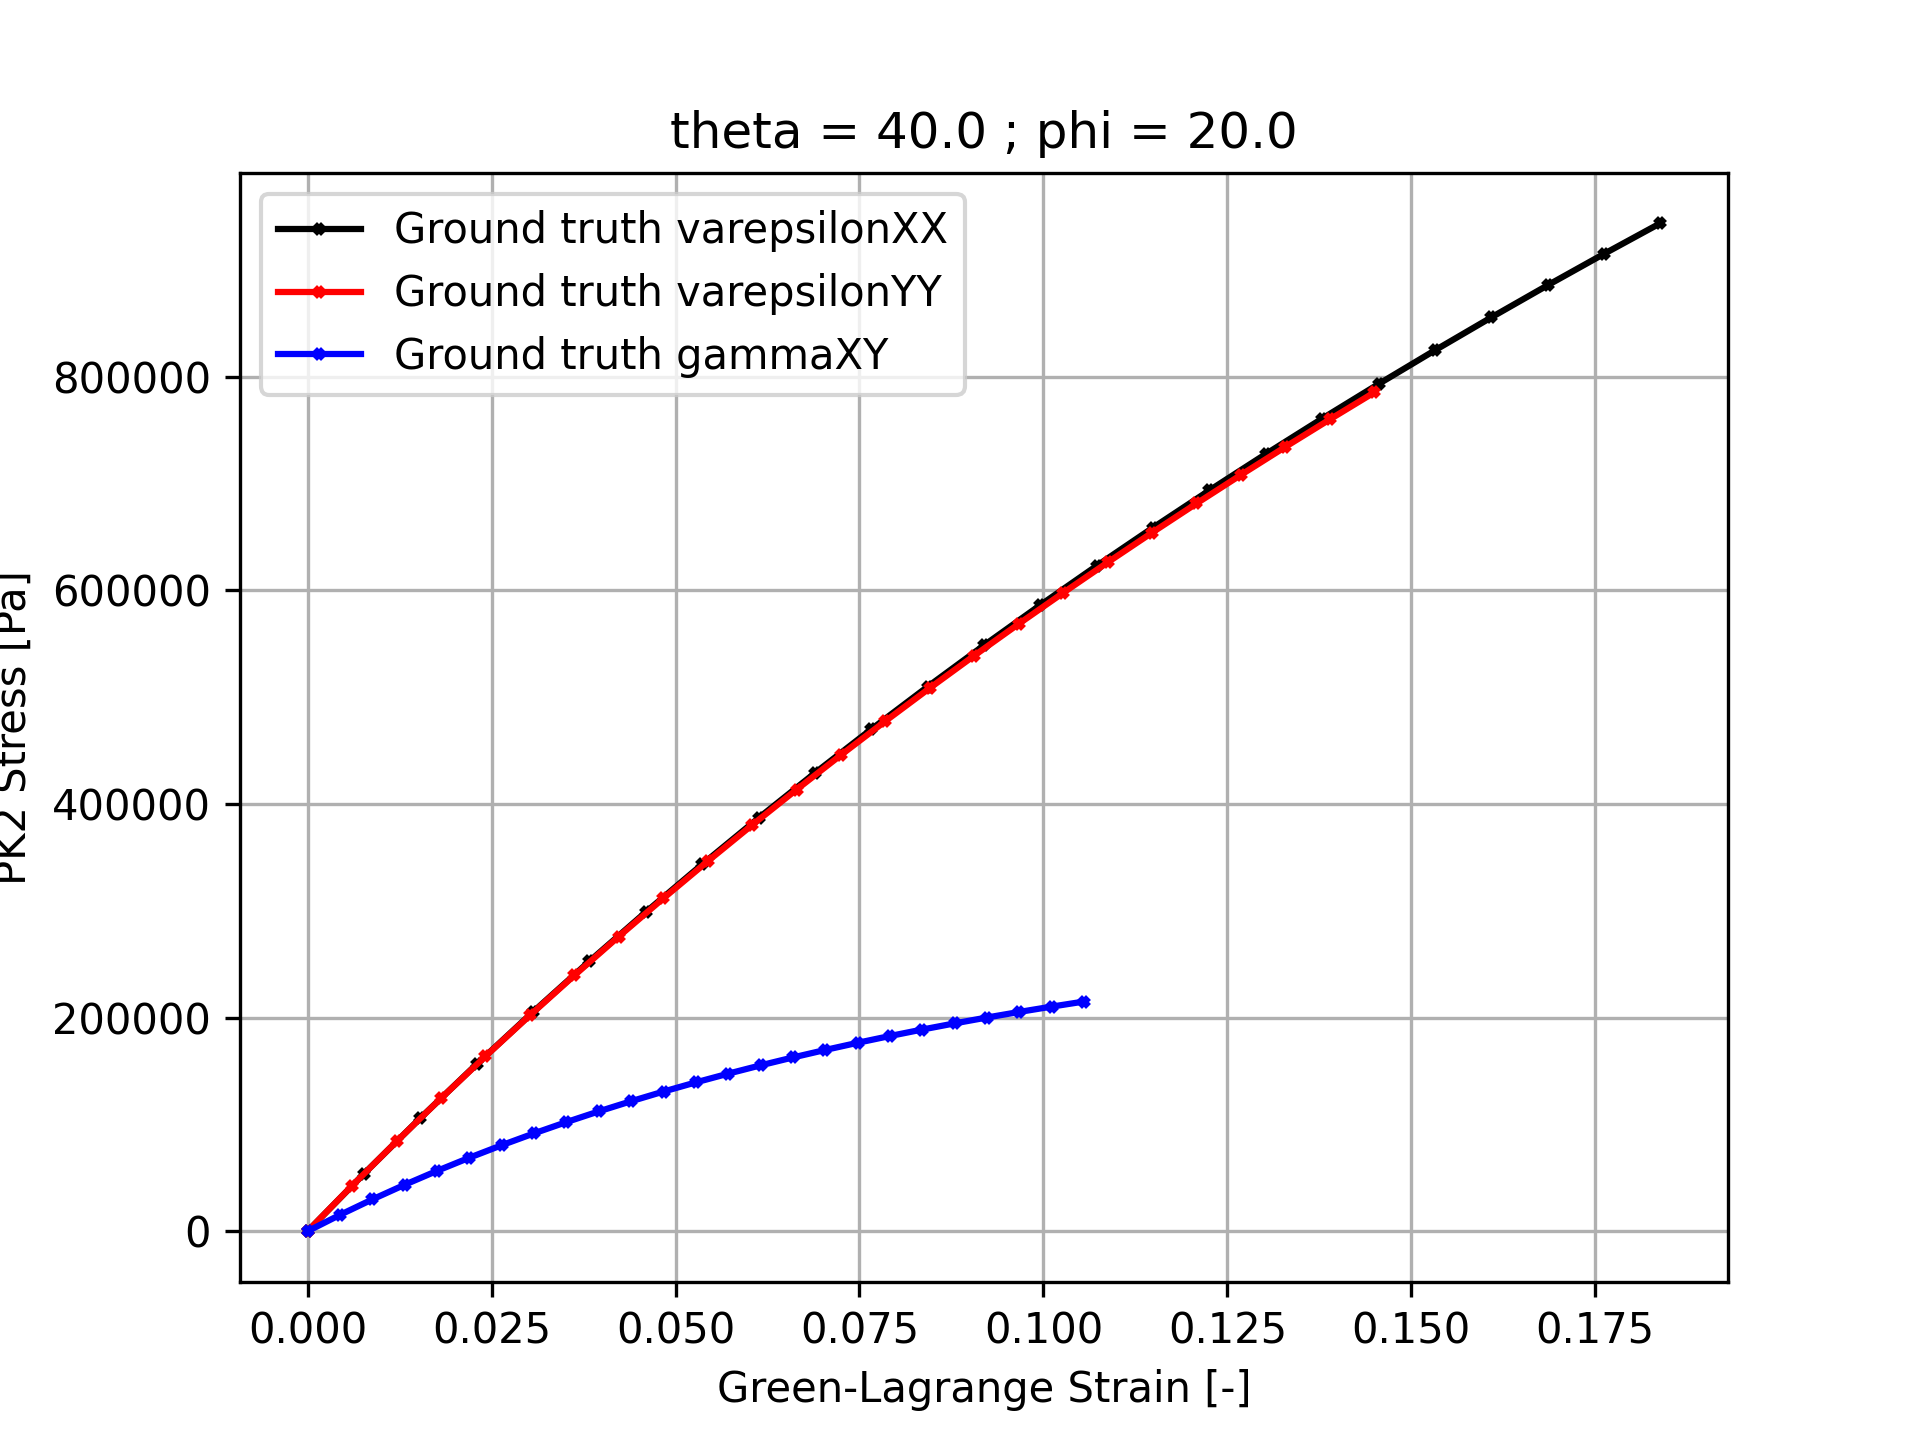 theta = 40.0 ; phi = 20.0
Ground truth varepsilonXX
Ground truth varepsilonYY
Ground truth gammaXY
800000
600000
400000
200000
0
PK2 Stress [Pa]
0.000 0.025 0.050 0.075 0.100 0.125 0.150 0.175
Green-Lagrange Strain [-]